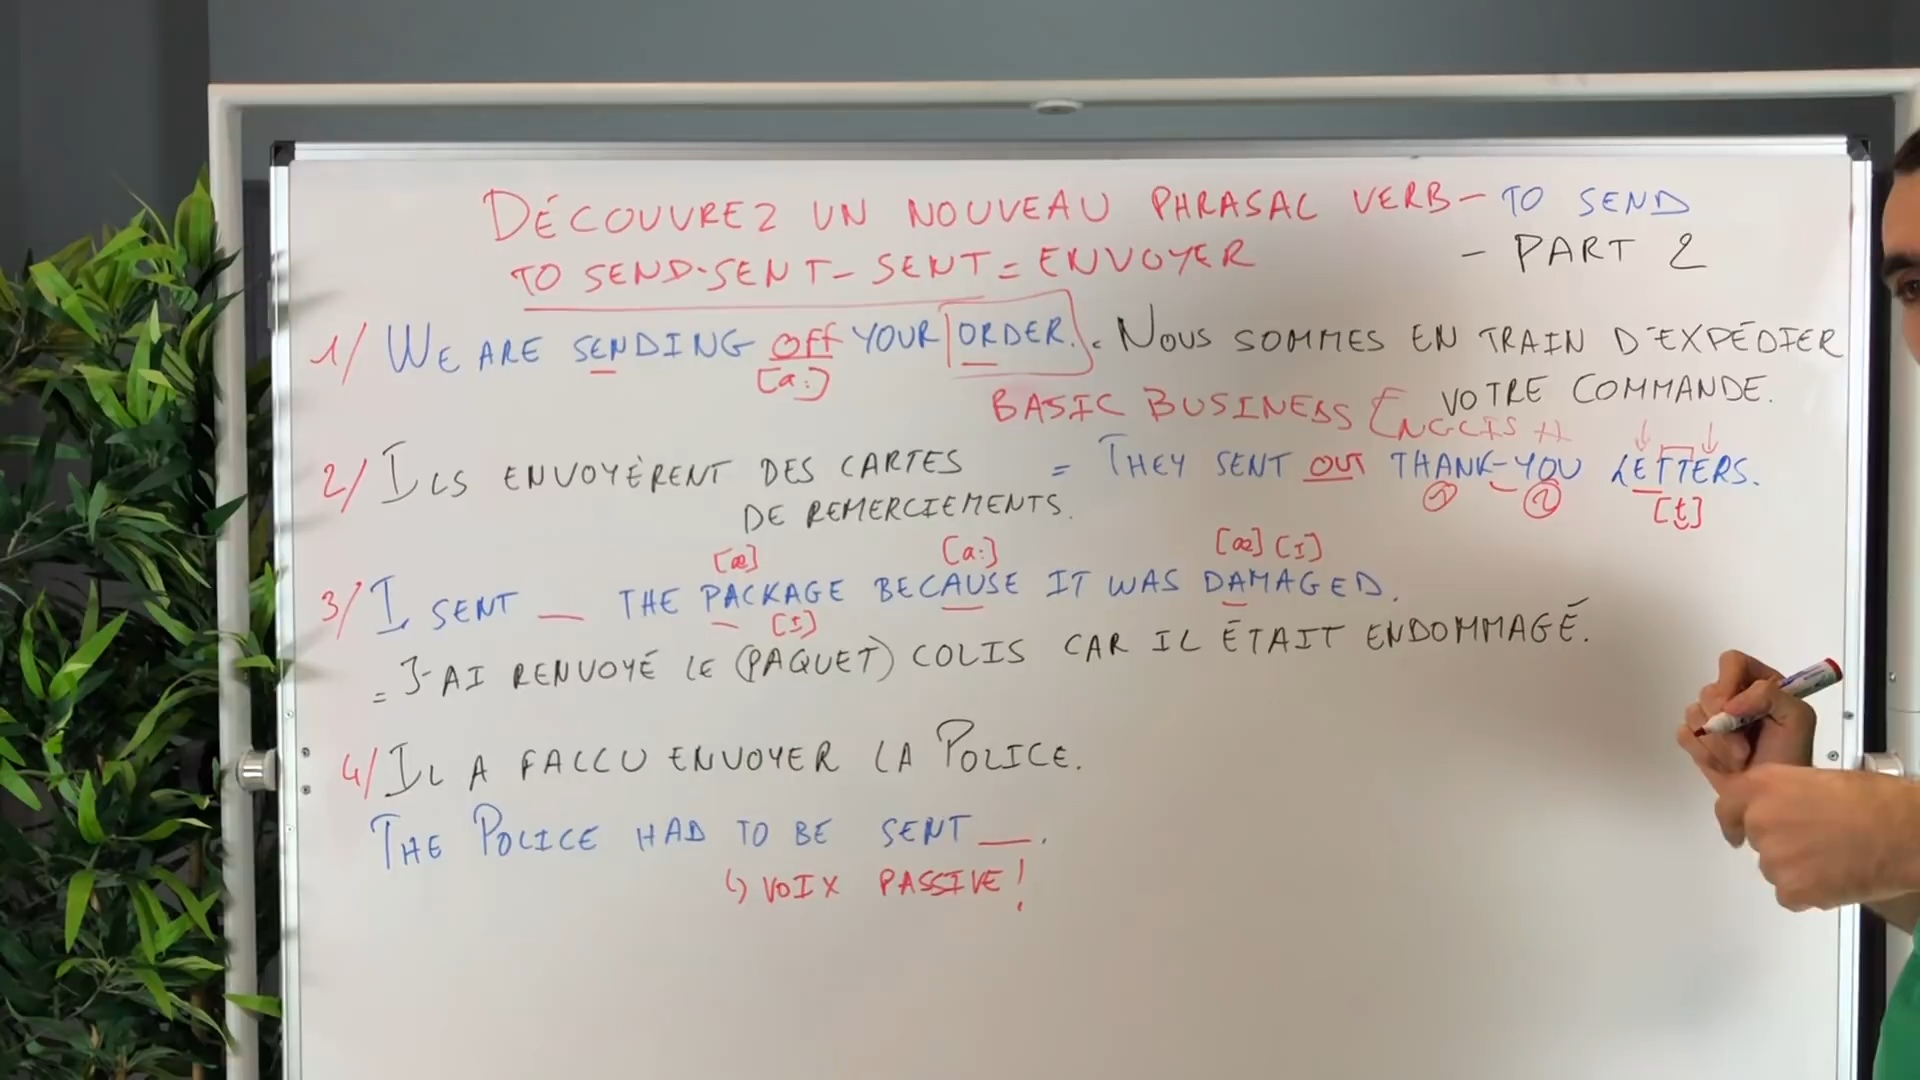 DÉCOUVREZ UN NOUVEAU PHRASAL VERB - TO SEND
TO SEND-SENT-SENT = ENVOYER - PART 2
1/ WE ARE SENDING Off YOUR ORDER. = NOUS SOMMES EN TRAIN D'EXPÉDIER
[a:]
VOTRE COMMANDE.
BASIC BUSINESS ENGLISH
2/ ILS ENVOYÈRENT DES CARTES = THEY SENT OUT THANK-YOU LETTERS.
DE REMERCIEMENTS.
1 2 [t]
[æ] [a:] [æ] [I]
3/ I SENT __ THE PACKAGE BECAUSE IT WAS DAMAGED.
[I]
= J'AI RENVOYÉ LE (PAQUET) COLIS CAR IL ÉTAIT ENDOMMAGÉ.
4/ IL A FALLU ENVOYER LA POLICE.
THE POLICE HAD TO BE SENT __.
↳ VOIX PASSIVE!